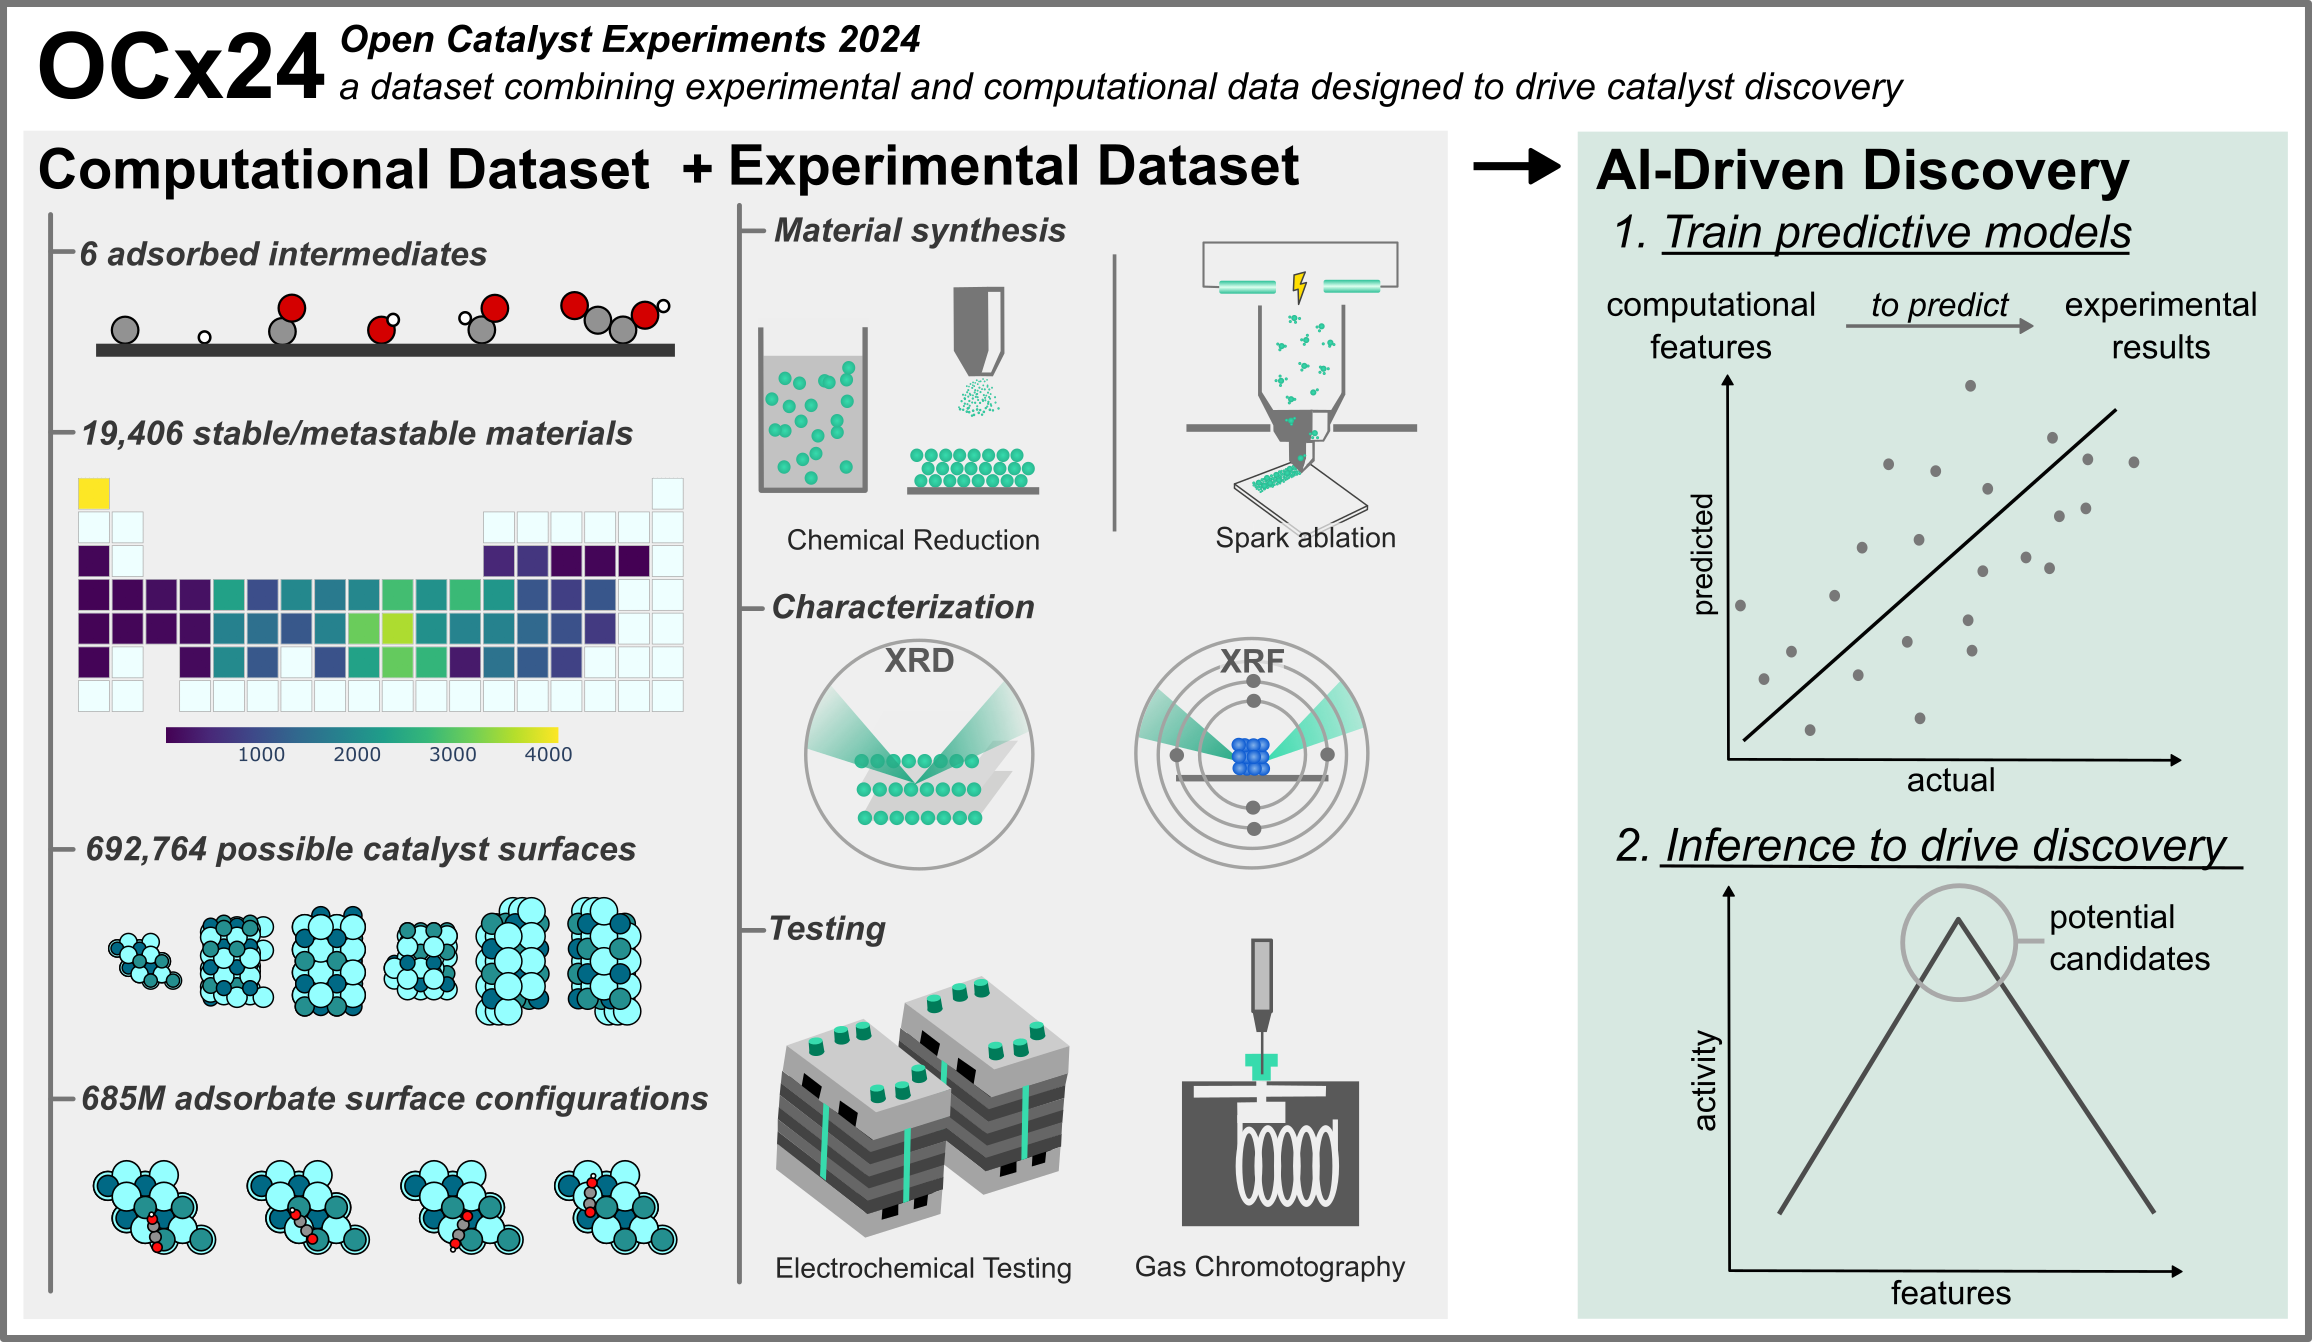 OCx24
Open Catalyst Experiments 2024
a dataset combining experimental and computational data designed to drive catalyst discovery
Computational Dataset + Experimental Dataset
6 adsorbed intermediates
19,406 stable/metastable materials
1000 2000 3000 4000
692,764 possible catalyst surfaces
685M adsorbate surface configurations
Material synthesis
Chemical Reduction
Spark ablation
Characterization
XRD
XRF
Testing
Electrochemical Testing
Gas Chromotography
AI-Driven Discovery
1. Train predictive models
computational
features
to predict
experimental
results
predicted
actual
2. Inference to drive discovery
potential
candidates
activity
features